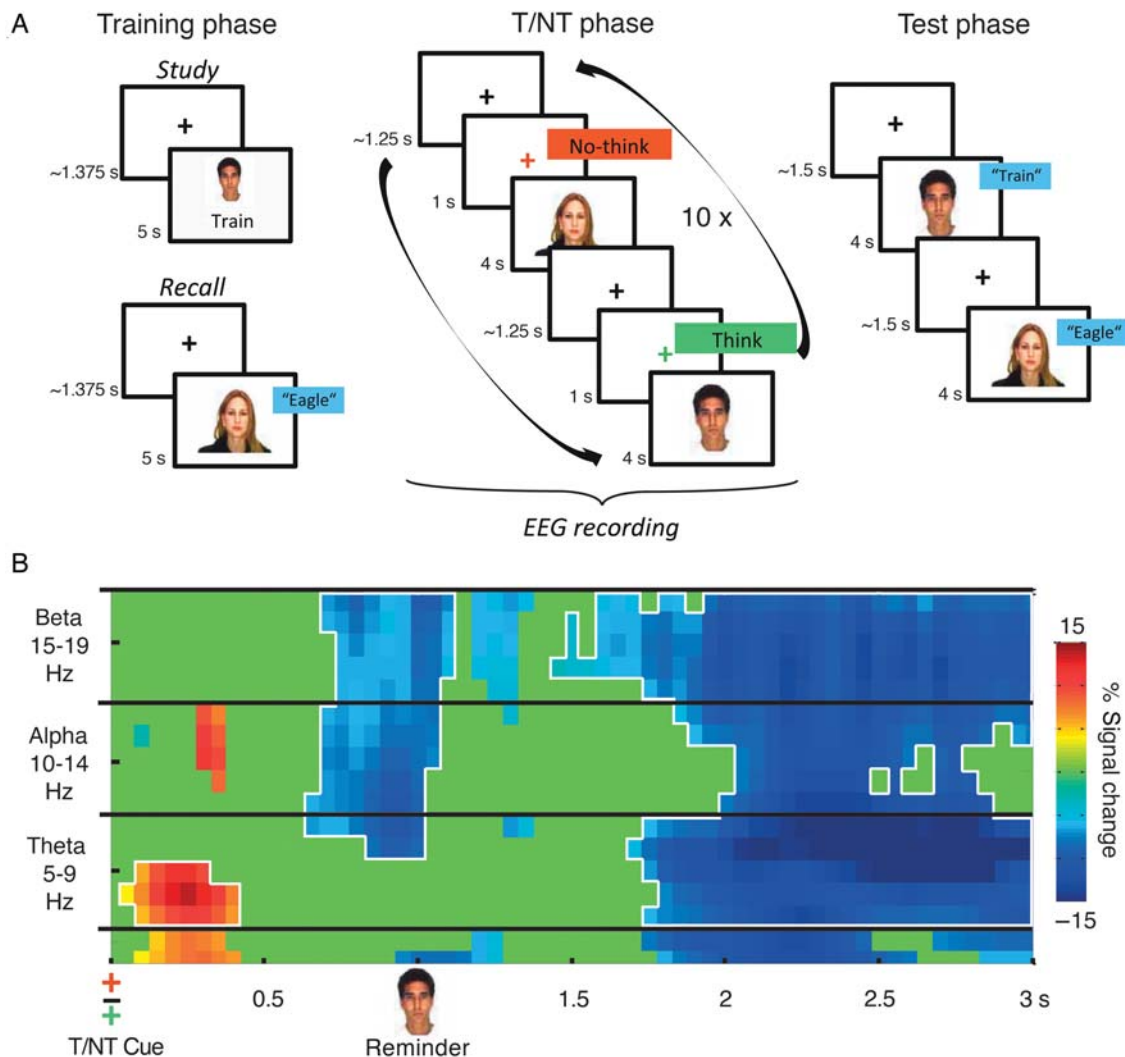 A
Training phase
T/NT phase
Test phase
Study
~1.375 s
Train
5 s
Recall
~1.375 s
"Eagle"
5 s
~1.25 s
No-think
1 s
10 x
4 s
~1.25 s
Think
1 s
4 s
EEG recording
~1.5 s
"Train"
4 s
~1.5 s
"Eagle"
4 s
B
Beta
15-19
Hz
Alpha
10-14
Hz
Theta
5-9
Hz
15
% Signal change
−15
0.5
1.5
2
2.5
3 s
T/NT Cue
Reminder